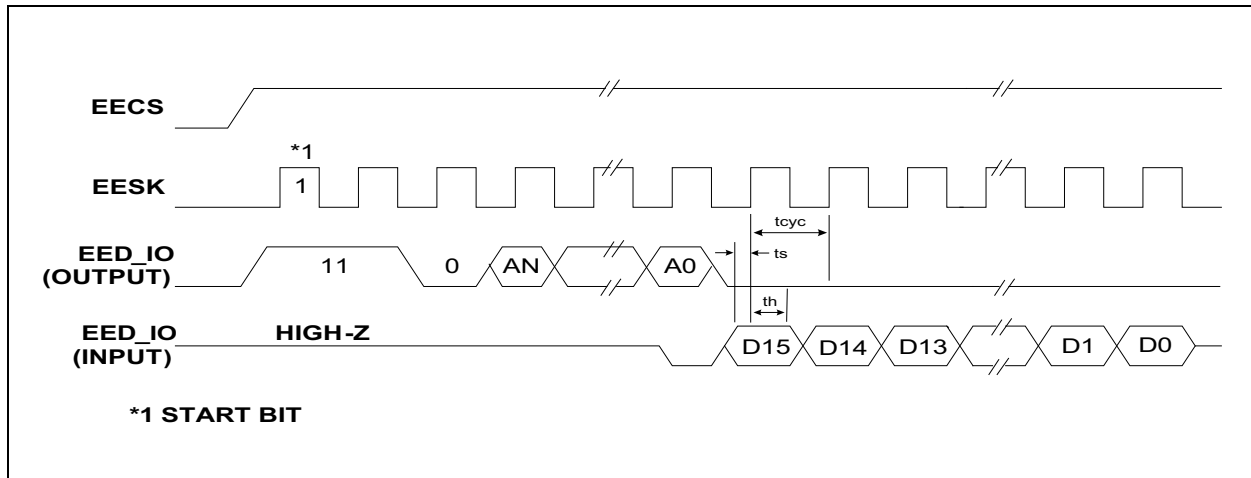 EECS
*1
EESK
1
tcyc
ts
EED_IO
(OUTPUT)
11
0
AN
A0
th
EED_IO
(INPUT)
HIGH-Z
D15
D14
D13
D1
D0
*1 START BIT